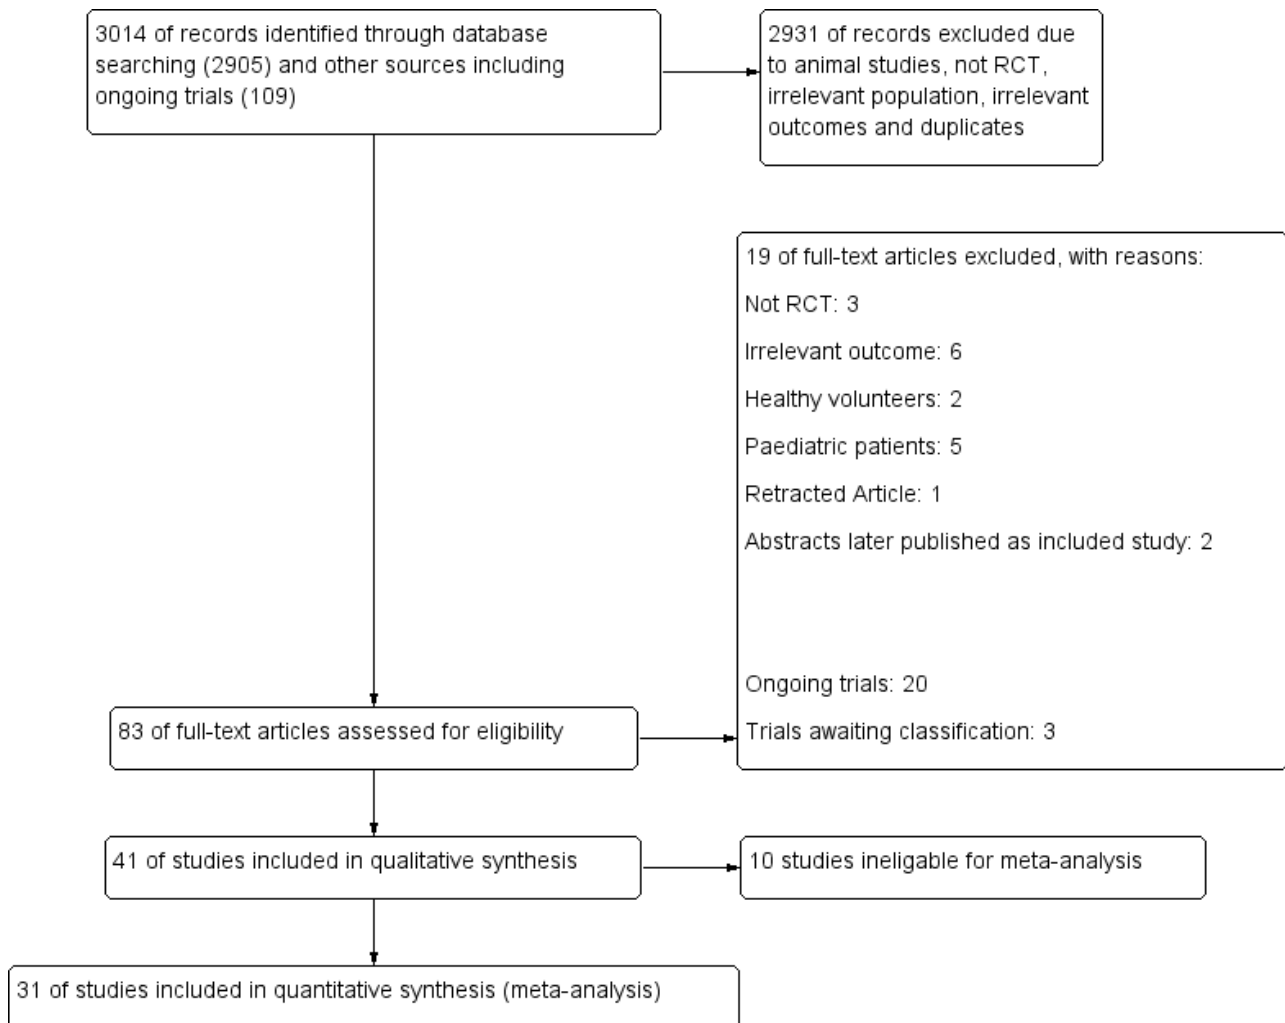 3014 of records identified through database
searching (2905) and other sources including
ongoing trials (109)
2931 of records excluded due
to animal studies, not RCT,
irrelevant population, irrelevant
outcomes and duplicates
19 of full-text articles excluded, with reasons:
Not RCT: 3
Irrelevant outcome: 6
Healthy volunteers: 2
Paediatric patients: 5
Retracted Article: 1
Abstracts later published as included study: 2
Ongoing trials: 20
Trials awaiting classification: 3
83 of full-text articles assessed for eligibility
41 of studies included in qualitative synthesis
10 studies ineligable for meta-analysis
31 of studies included in quantitative synthesis (meta-analysis)